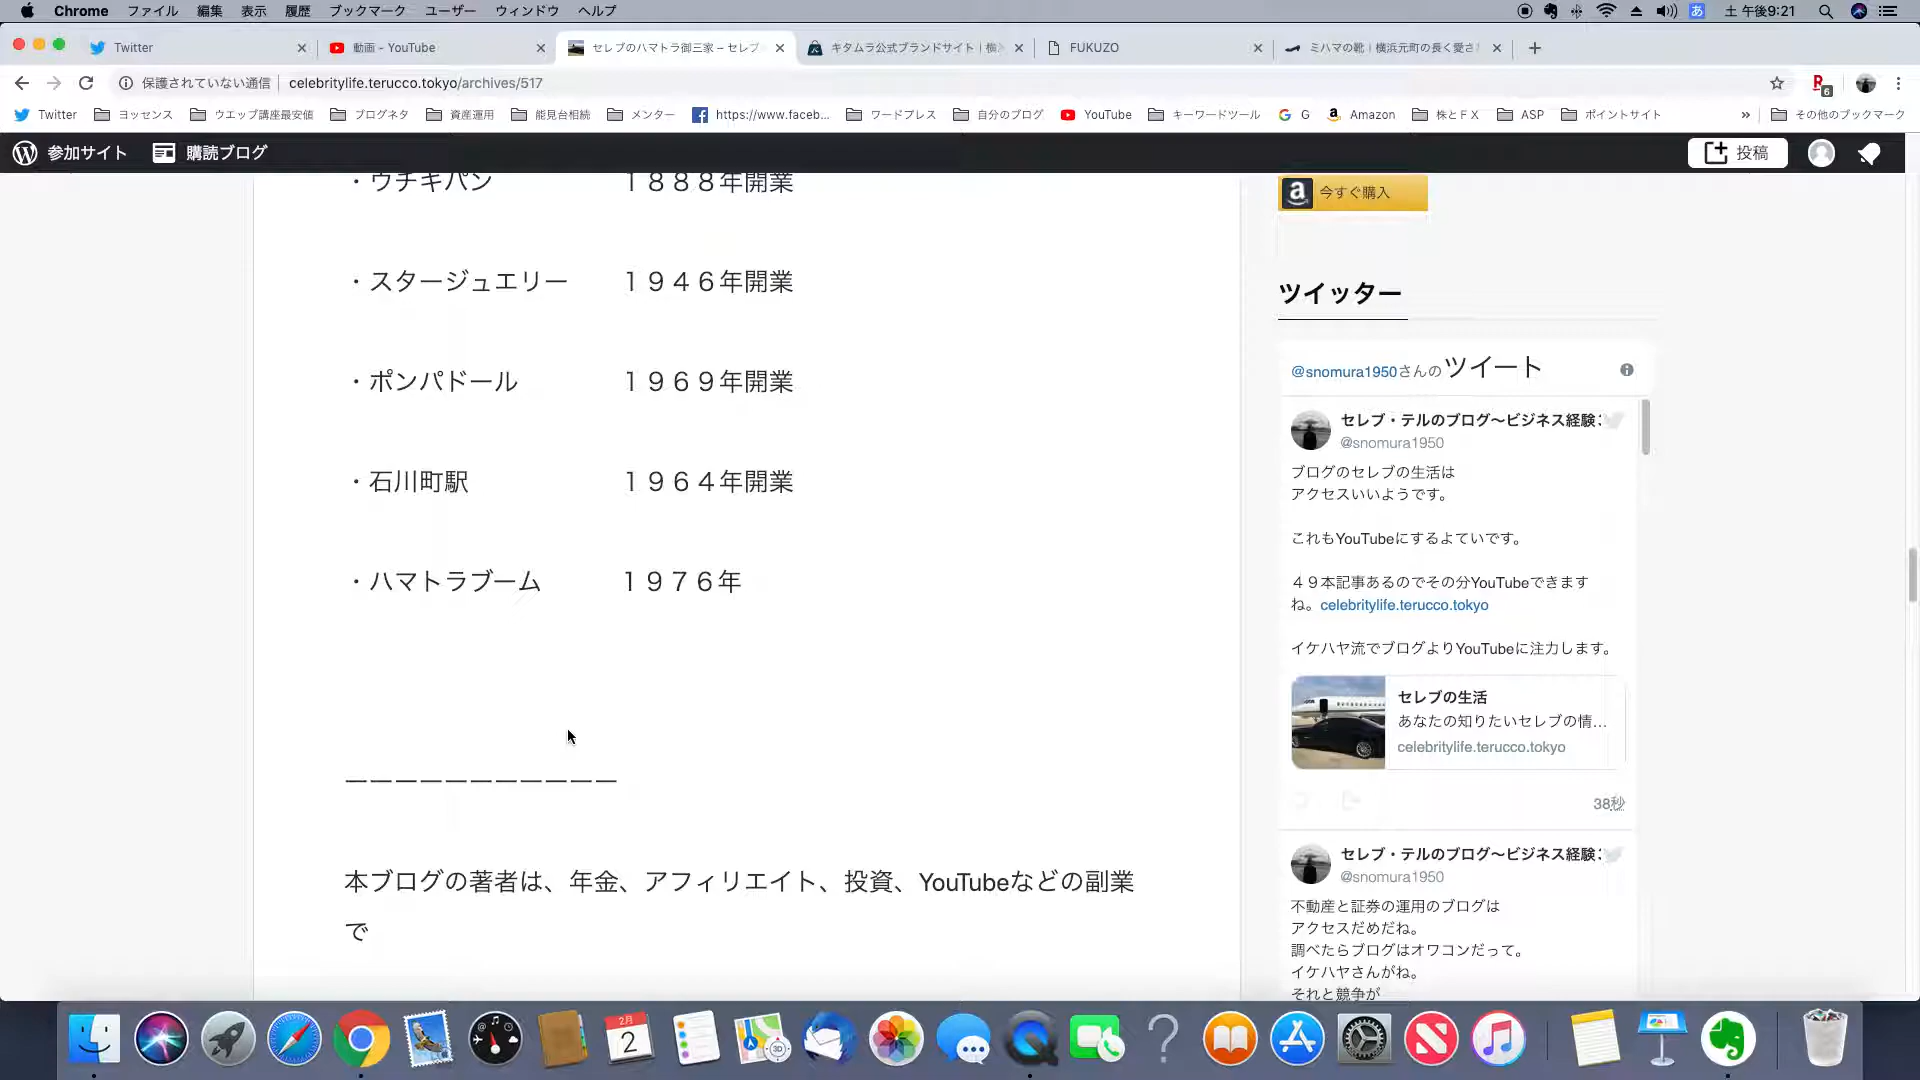 Chrome ファイル 編集 表示 履歴 ブックマーク ユーザー ウィンドウ ヘルプ
あ 土 午後9:21
Twitter
動画 - YouTube
セレブのハマトラ御三家 – セレブ
キタムラ公式ブランドサイト | 横
FUKUZO
ミハマの靴 | 横浜元町の長く愛さ
保護されていない通信 celebritylife.terucco.tokyo/archives/517
6
Twitter ヨッセンス ウエッブ講座最安値 ブログネタ 資産運用 能見台相続 メンター https://www.faceb... ワードプレス 自分のブログ YouTube キーワードツール G Amazon 株とＦＸ ASP ポイントサイト » その他のブックマーク
参加サイト 購読ブログ 投稿
・ウチキパン １８８８年開業
・スタージュエリー １９４６年開業
・ポンパドール １９６９年開業
・石川町駅 １９６４年開業
・ハマトラブーム １９７６年
ーーーーーーーーーーー
本ブログの著者は、年金、アフィリエイト、投資、YouTubeなどの副業
で
今すぐ購入
ツイッター
@snomura1950さんのツイート
セレブ・テルのブログ〜ビジネス経験
@snomura1950
ブログのセレブの生活は
アクセスいいようです。
これもYouTubeにするよていです。
４９本記事あるのでその分YouTubeできます
ね。celebritylife.terucco.tokyo
イケハヤ流でブログよりYouTubeに注力します。
セレブの生活
あなたの知りたいセレブの情…
celebritylife.terucco.tokyo
38秒
セレブ・テルのブログ〜ビジネス経験
@snomura1950
不動産と証券の運用のブログは
アクセスだめだね。
調べたらブログはオワコンだって。
イケハヤさんがね。
それと競争が
2月
2
3D